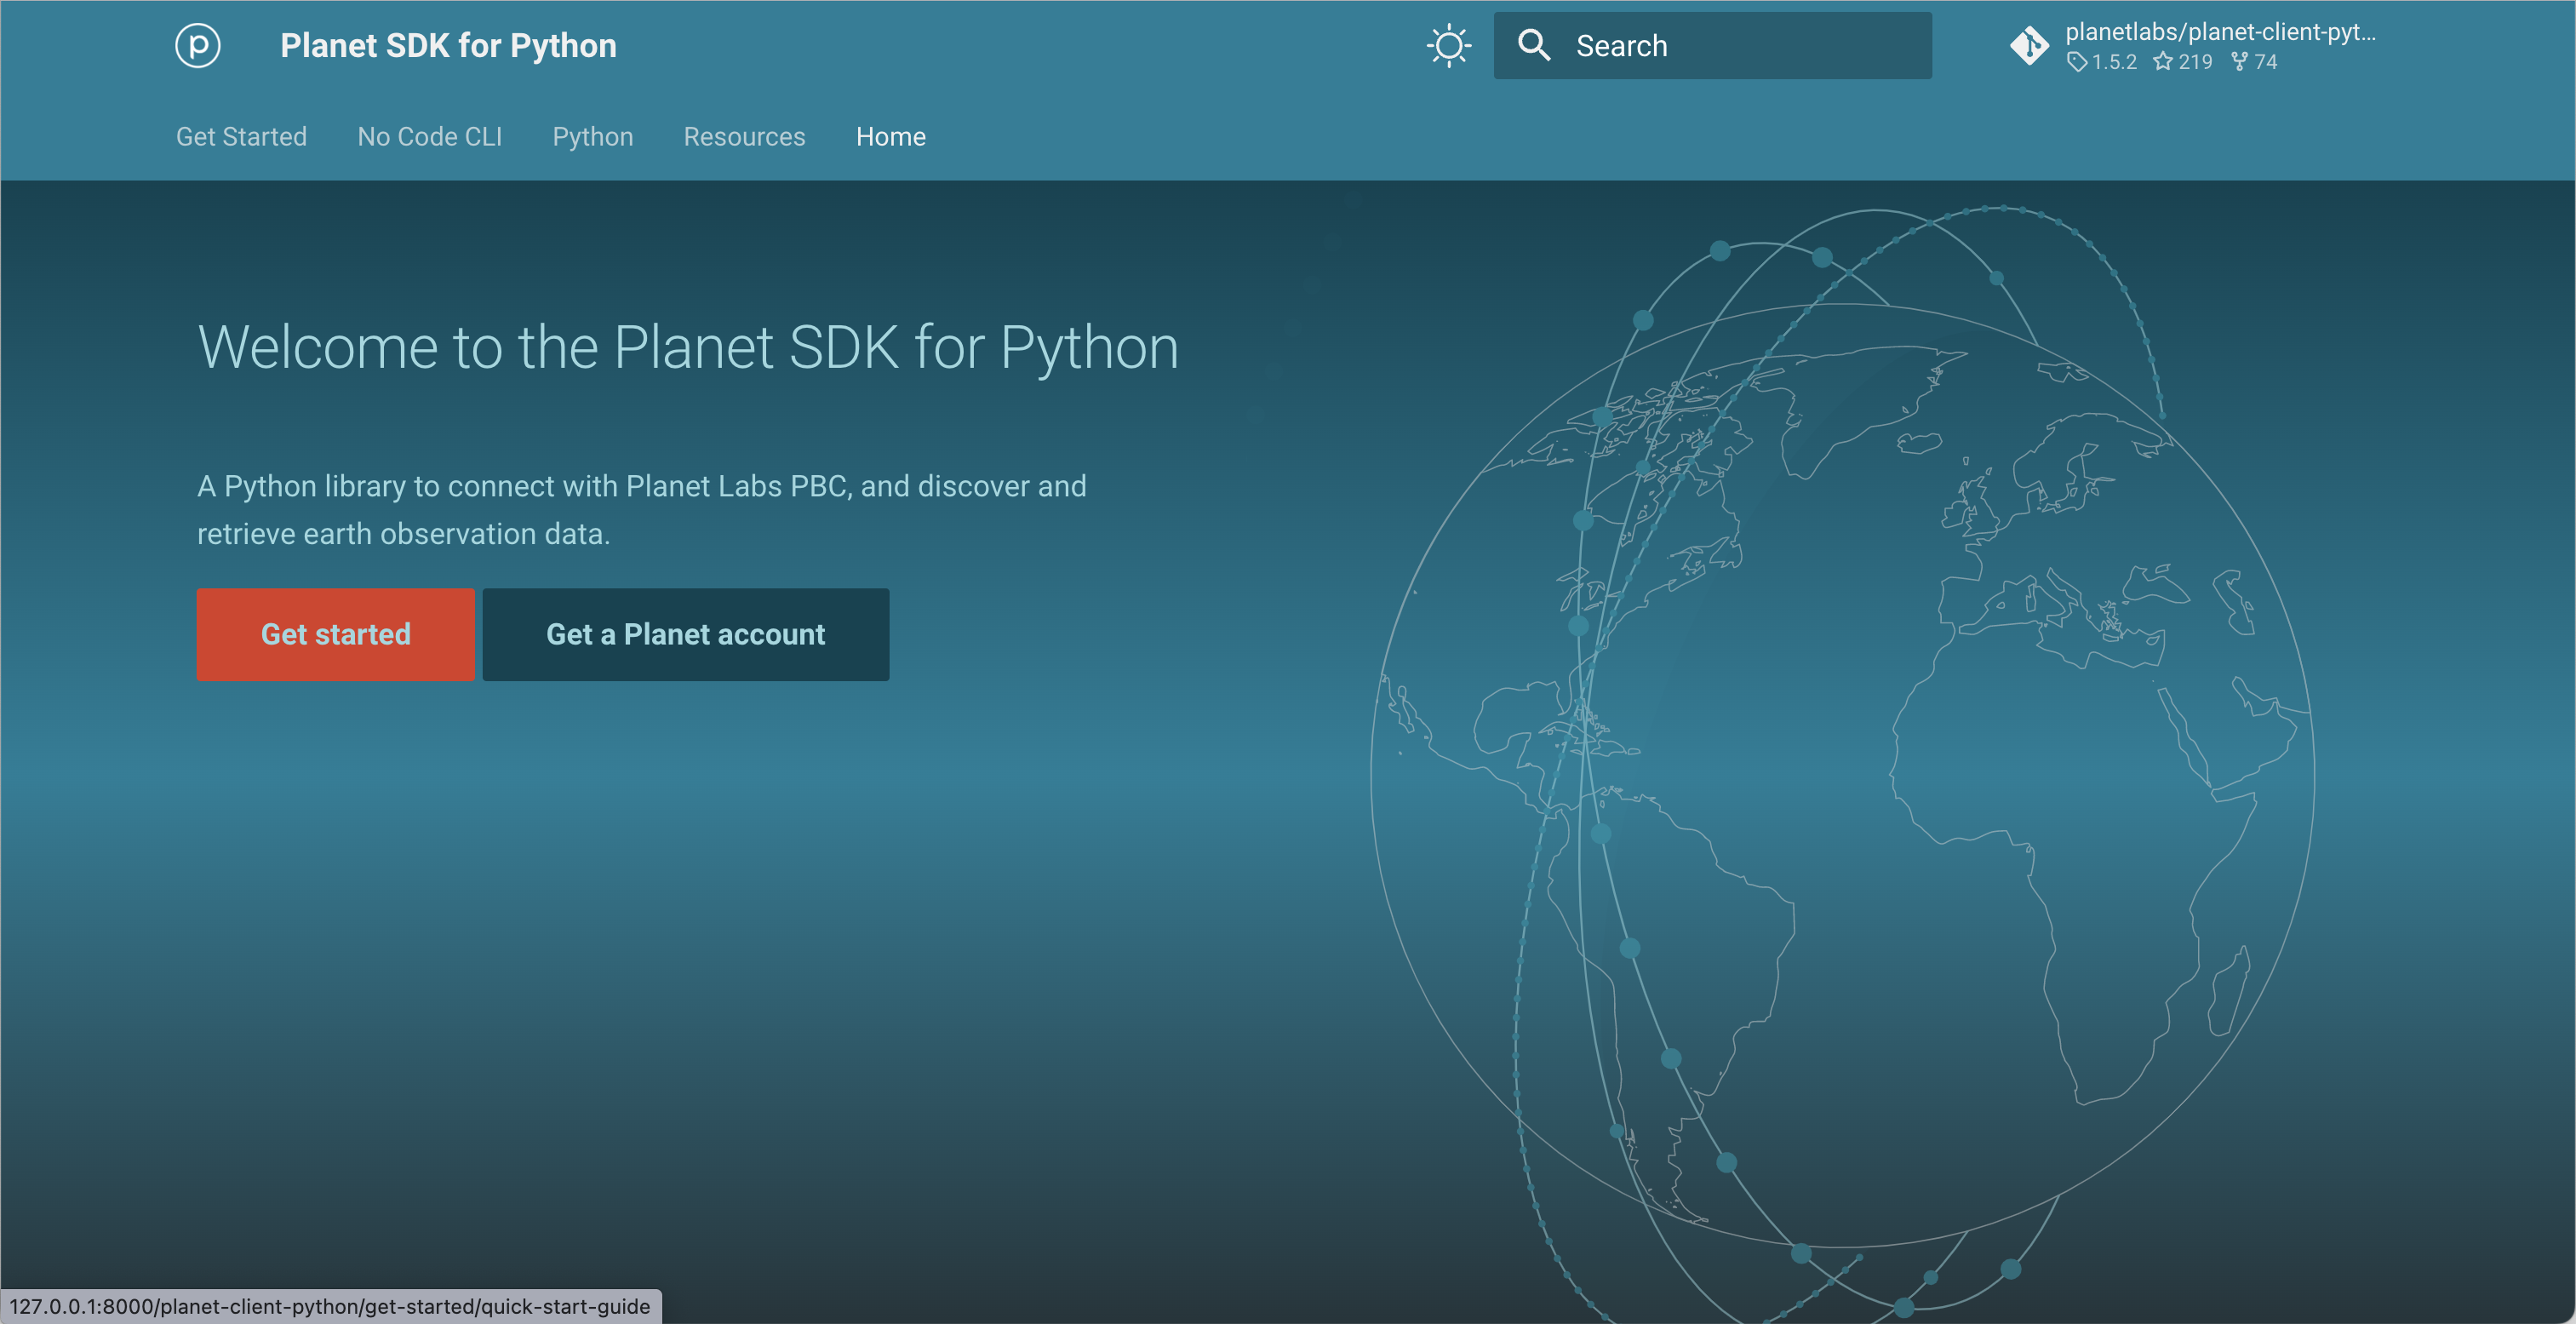 Planet SDK for Python
Search
planetlabs/planet-client-pyt...
1.5.2 219 74
Get Started No Code CLI Python Resources Home
Welcome to the Planet SDK for Python
A Python library to connect with Planet Labs PBC, and discover and
retrieve earth observation data.
Get started Get a Planet account
127.0.0.1:8000/planet-client-python/get-started/quick-start-guide